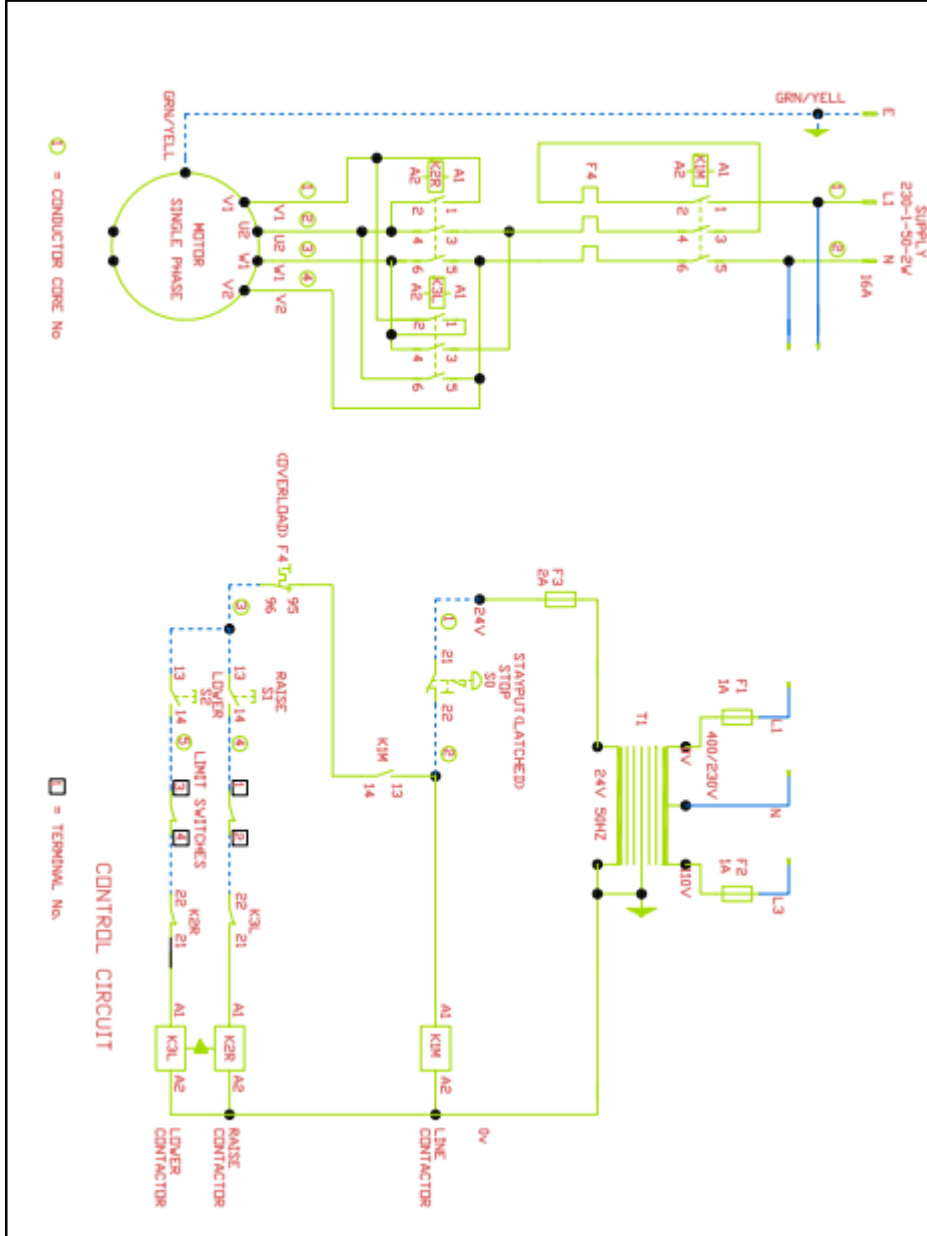 SUPPLY
230-1-50-2W
E
L1
N
16A
GRN/YELL
1
2
K1M
A1
A2
1
3
5
2
4
6
F4
K2R
A1
A2
1
3
5
2
4
6
K3L
A1
A2
1
3
5
2
4
6
1
2
3
4
V1
U2
W1
V2
V1
U2
W1
V2
GRN/YELL
MOTOR
SINGLE PHASE
1 = CONDUCTOR CORE No
L1
N
L3
F1
1A
F2
1A
400/230V
0V
T1
24V 50HZ
F3
2A
24V
0v
STAYPUT(LATCHED)
STOP
S0
21
22
1
2
K1M
13
14
A1
K1M
A2
LINE
CONTACTOR
(OVERLOAD) F4
95
96
3
RAISE
S1
13
14
4
LOWER
S2
13
14
5
LIMIT SWITCHES
1
2
3
4
K3L
22
21
K2R
22
21
A1
K2R
A2
A1
K3L
A2
RAISE
CONTACTOR
LOWER
CONTACTOR
CONTROL CIRCUIT
= TERMINAL No.